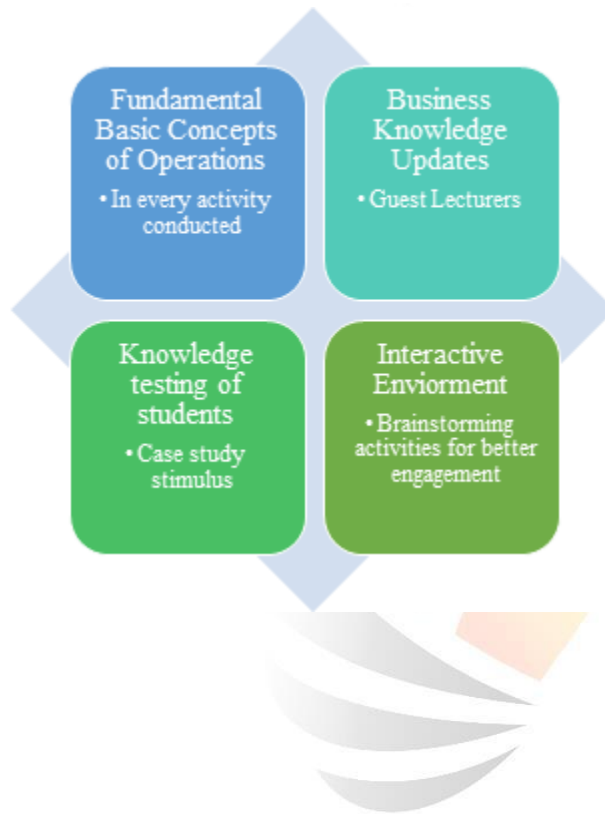 Fundamental
Basic Concepts
of Operations
• In every activity
conducted
Business
Knowledge
Updates
• Guest Lecturers
Knowledge
testing of
students
• Case study
stimulus
Interactive
Enviorment
• Brainstorming
activities for better
engagement